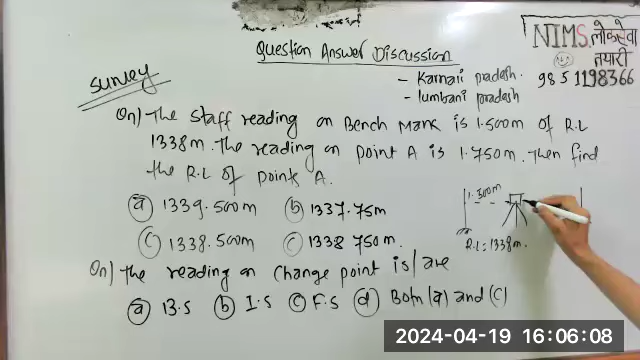 Question Answer Discussion
NIMS लोकसेवा
तयारी
9851198366
Survey
- Karnali pradesh.
- lumbani pradesh
Qn) The staff reading on Bench Mark is 1.500m of R.L
1338m. The reading on point A is 1.750m. Then find
the R.L of points A.
(a) 1339.500m (b) 1337.75m
(c) 1338.500m (c) 1338 750m.
1.500m
R.L = 1338m.
Qn) The reading on Change point is/are
(a) B.S (b) I.S (c) F.S (d) Both (a) and (c)
2024-04-19 16:06:08